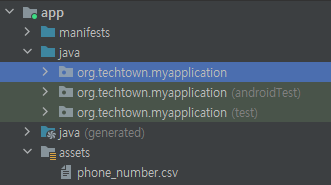 app
manifests
java
org.techtown.myapplication
org.techtown.myapplication (androidTest)
org.techtown.myapplication (test)
java (generated)
assets
phone_number.csv